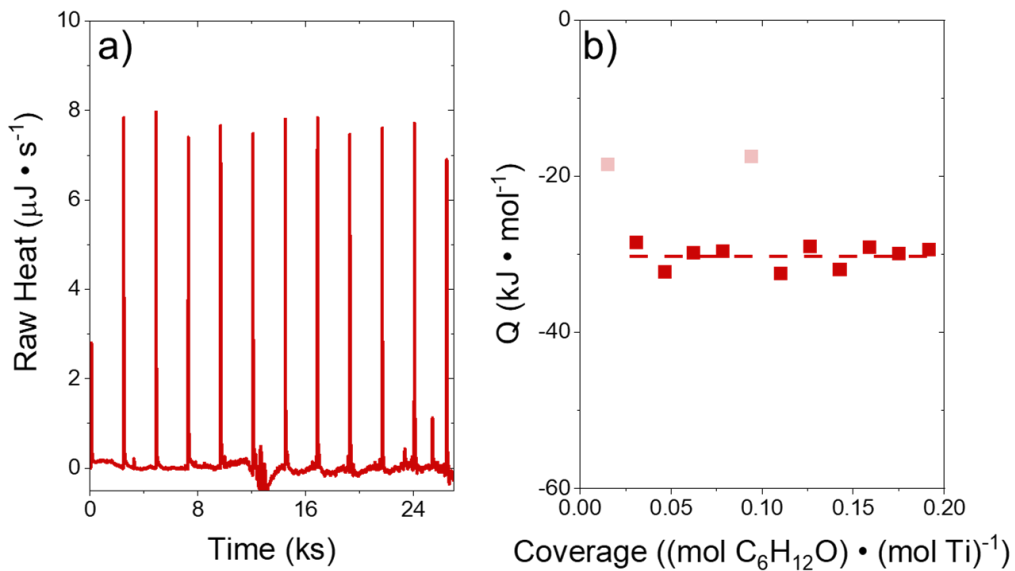 a)
10
8
6
4
2
0
Raw Heat (μJ • s⁻¹)
0 8 16 24
Time (ks)
b)
0
-20
-40
-60
Q (kJ • mol⁻¹)
0.00 0.05 0.10 0.15 0.20
Coverage ((mol C₆H₁₂O) • (mol Ti)⁻¹)